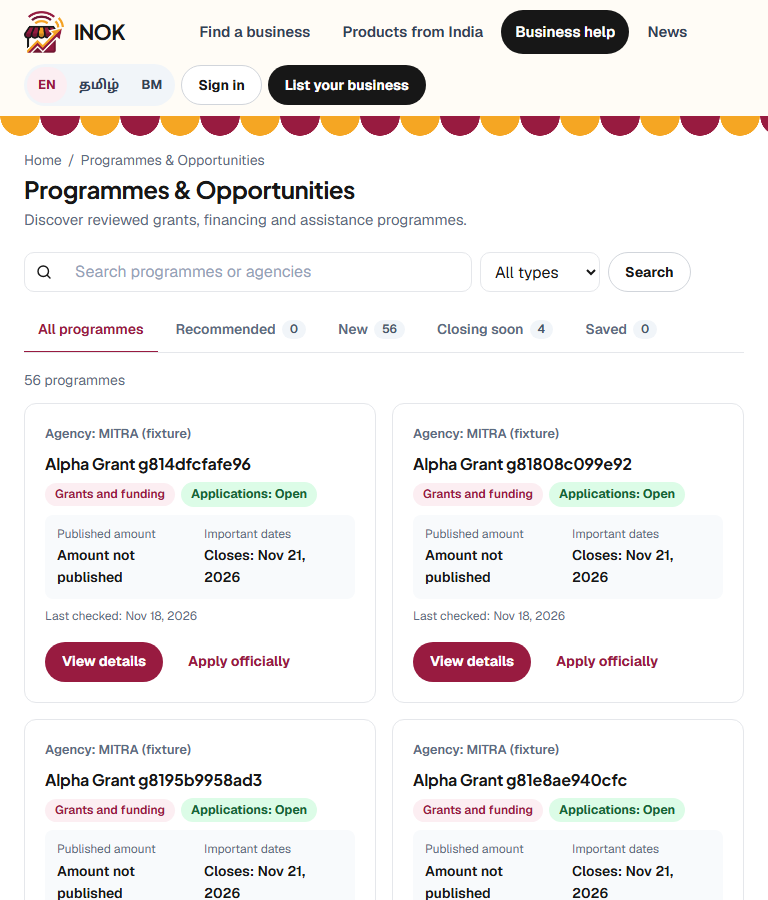 INOK
Find a business
Products from India
Business help
News
EN
தமிழ்
BM
Sign in
List your business
Home / Programmes & Opportunities
Programmes & Opportunities
Discover reviewed grants, financing and assistance programmes.
Search programmes or agencies
All types
Search
All programmes
Recommended 0
New 56
Closing soon 4
Saved 0
56 programmes
Agency: MITRA (fixture)
Alpha Grant g814dfcfafe96
Grants and funding
Applications: Open
Published amount
Amount not
published
Important dates
Closes: Nov 21,
2026
Last checked: Nov 18, 2026
View details
Apply officially
Agency: MITRA (fixture)
Alpha Grant g81808c099e92
Grants and funding
Applications: Open
Published amount
Amount not
published
Important dates
Closes: Nov 21,
2026
Last checked: Nov 18, 2026
View details
Apply officially
Agency: MITRA (fixture)
Alpha Grant g8195b9958ad3
Grants and funding
Applications: Open
Published amount
Amount not
published
Important dates
Closes: Nov 21,
2026
Agency: MITRA (fixture)
Alpha Grant g81e8ae940cfc
Grants and funding
Applications: Open
Published amount
Amount not
published
Important dates
Closes: Nov 21,
2026